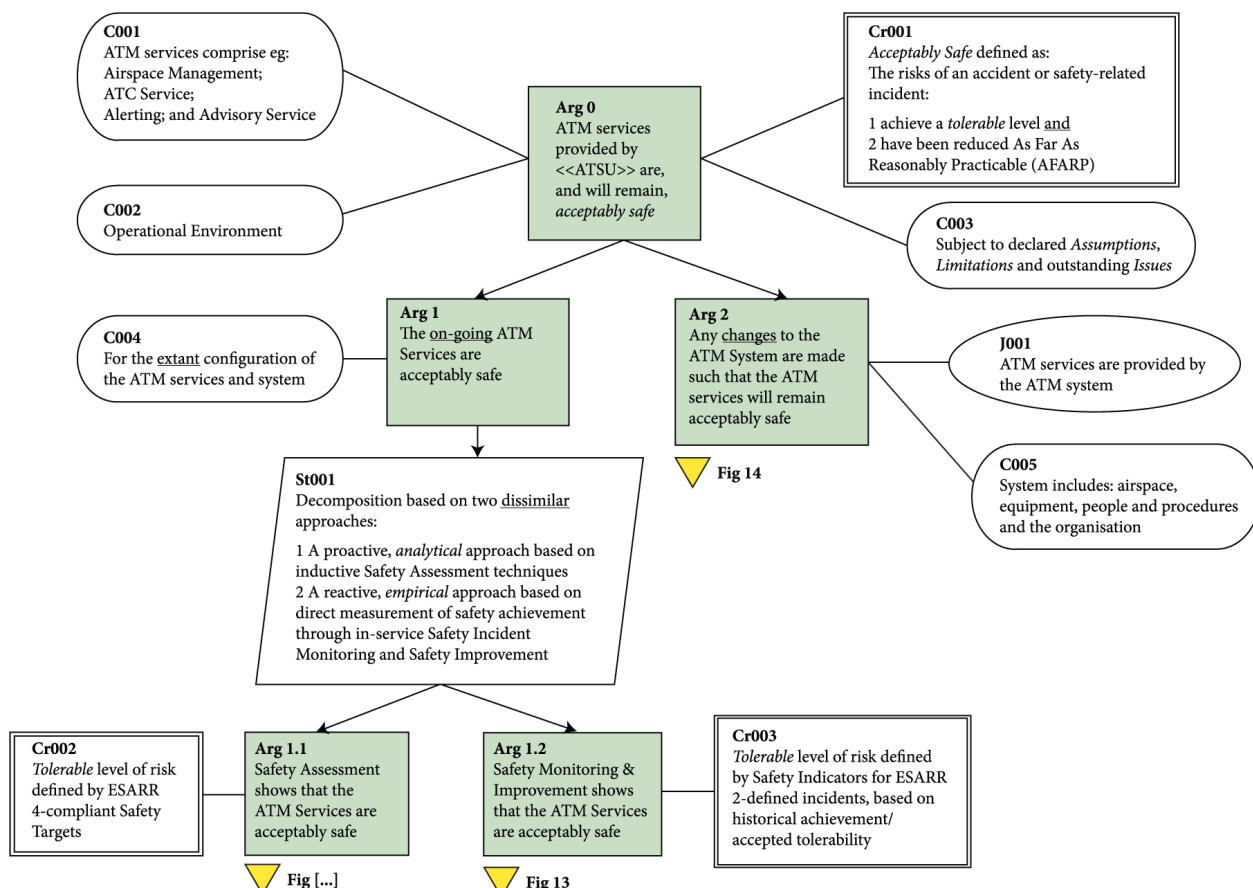 C001
ATM services comprise eg:
Airspace Management;
ATC Service;
Alerting; and Advisory Service
Cr001
Acceptably Safe defined as:
The risks of an accident or safety-related
incident:
1 achieve a tolerable level and
2 have been reduced As Far As
Reasonably Practicable (AFARP)
Arg 0
ATM services
provided by
<<ATSU>> are,
and will remain,
acceptably safe
C002
Operational Environment
C003
Subject to declared Assumptions,
Limitations and outstanding Issues
C004
For the extant configuration of
the ATM services and system
Arg 1
The on-going ATM
Services are
acceptably safe
Arg 2
Any changes to the
ATM System are made
such that the ATM
services will remain
acceptably safe
Fig 14
J001
ATM services are provided by
the ATM system
C005
System includes: airspace,
equipment, people and procedures
and the organisation
St001
Decomposition based on two dissimilar
approaches:
1 A proactive, analytical approach based on
inductive Safety Assessment techniques
2 A reactive, empirical approach based on
direct measurement of safety achievement
through in-service Safety Incident
Monitoring and Safety Improvement
Cr002
Tolerable level of risk
defined by ESARR
4-compliant Safety
Targets
Arg 1.1
Safety Assessment
shows that the
ATM Services are
acceptably safe
Fig [...]
Arg 1.2
Safety Monitoring &
Improvement shows
that the ATM Services
are acceptably safe
Fig 13
Cr003
Tolerable level of risk defined
by Safety Indicators for ESARR
2-defined incidents, based on
historical achievement/
accepted tolerability